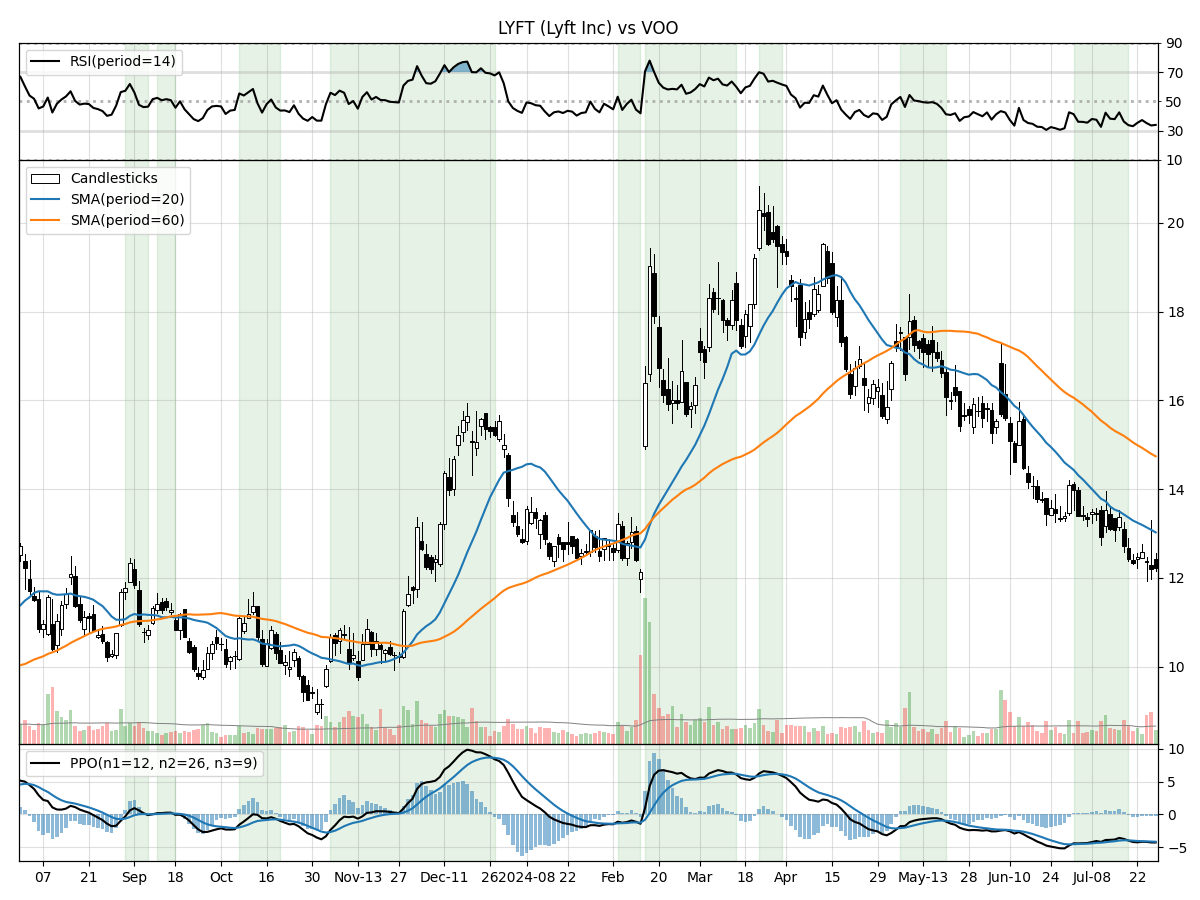 LYFT (Lyft Inc) vs VOO
RSI(period=14)
90
70
50
30
10
Candlesticks
SMA(period=20)
SMA(period=60)
20
18
16
14
12
10
PPO(n1=12, n2=26, n3=9)
10
5
0
−5
07 21 Sep 18 Oct 16 30 Nov-13 27 Dec-11 26 2024-08 22 Feb 20 Mar 18 Apr 15 29 May-13 28 Jun-10 24 Jul-08 22